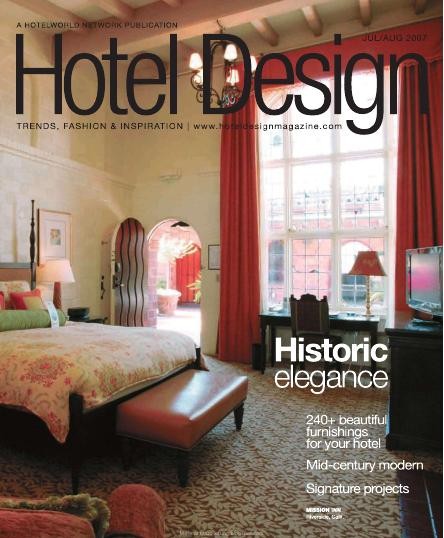 A HOTELWORLD NETWORK PUBLICATION
JUL/AUG 2007
Hotel Design
TRENDS, FASHION & INSPIRATION | www.hoteldesignmagazine.com
Historic
elegance
240+ beautiful
furnishings
for your hotel
Mid-century modern
Signature projects
MISSION INN
Riverside, Calif.